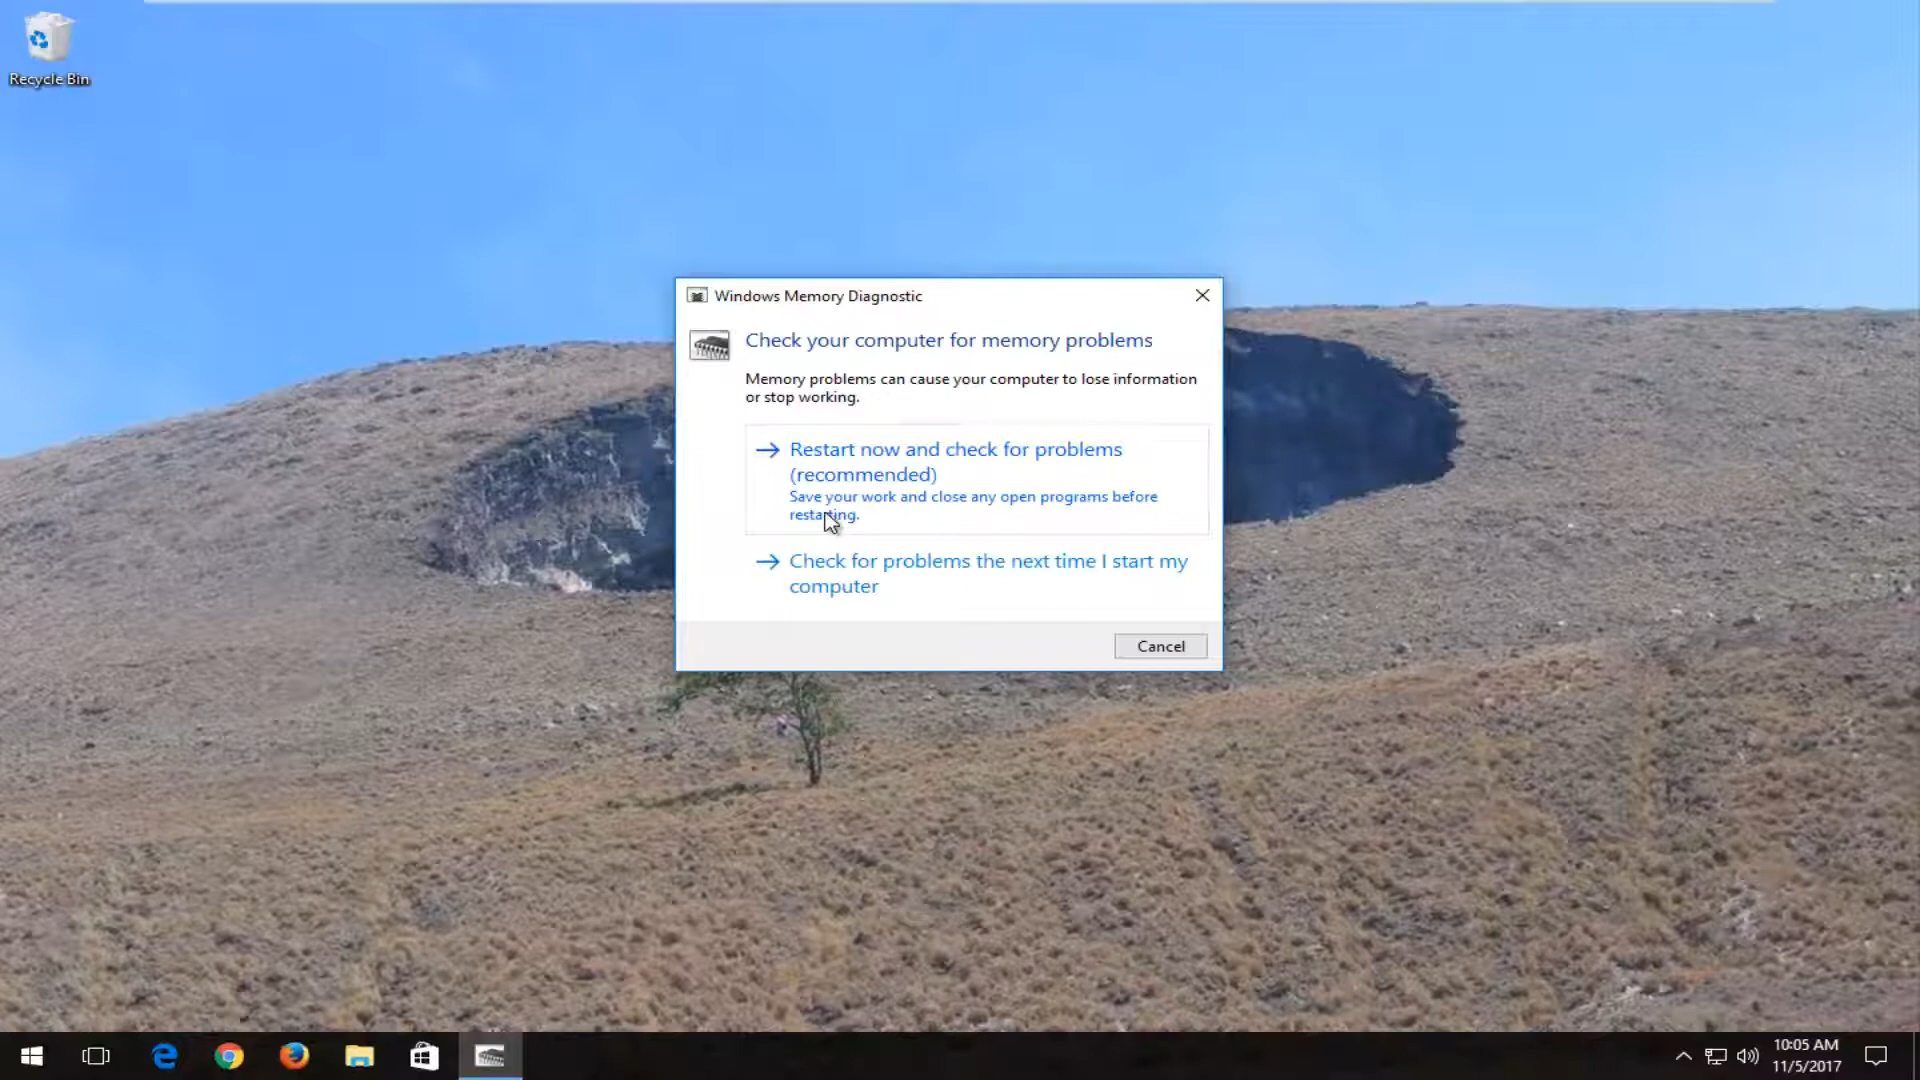 Recycle Bin
Windows Memory Diagnostic
Check your computer for memory problems
Memory problems can cause your computer to lose information
or stop working.
Restart now and check for problems
(recommended)
Save your work and close any open programs before
restarting.
Check for problems the next time I start my
computer
Cancel
10:05 AM
11/5/2017